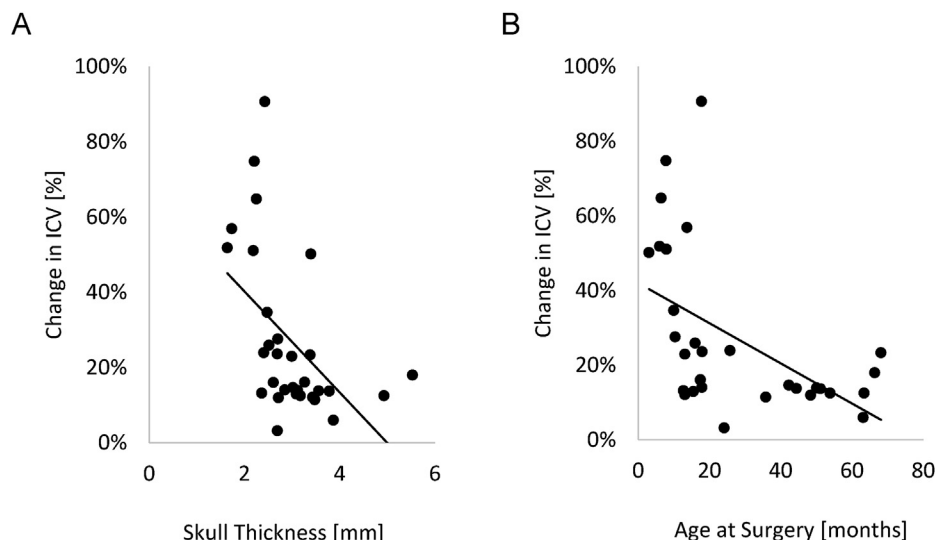 A
Change in ICV [%]
100%
80%
60%
40%
20%
0%
0 2 4 6
Skull Thickness [mm]
B
Change in ICV [%]
100%
80%
60%
40%
20%
0%
0 20 40 60 80
Age at Surgery [months]